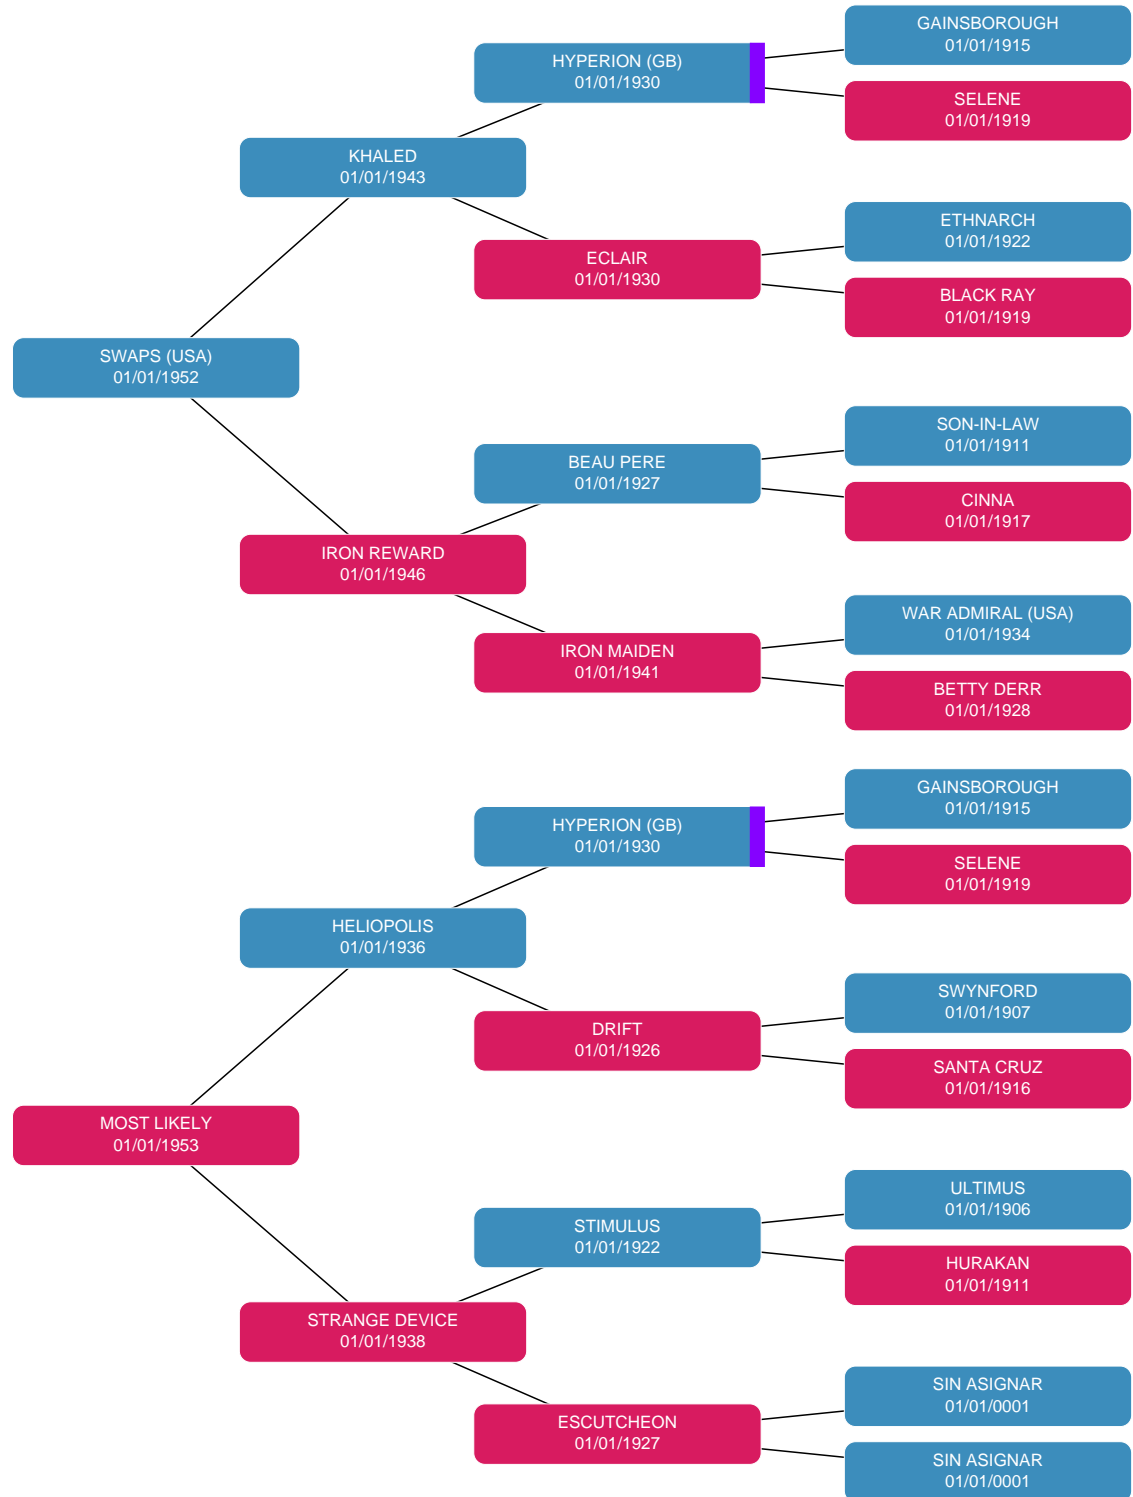 GAINSBOROUGH
01/01/1915
HYPERION (GB)
01/01/1930
SELENE
01/01/1919
KHALED
01/01/1943
ETHNARCH
01/01/1922
ECLAIR
01/01/1930
BLACK RAY
01/01/1919
SWAPS (USA)
01/01/1952
SON-IN-LAW
01/01/1911
BEAU PERE
01/01/1927
CINNA
01/01/1917
IRON REWARD
01/01/1946
WAR ADMIRAL (USA)
01/01/1934
IRON MAIDEN
01/01/1941
BETTY DERR
01/01/1928
GAINSBOROUGH
01/01/1915
HYPERION (GB)
01/01/1930
SELENE
01/01/1919
HELIOPOLIS
01/01/1936
SWYNFORD
01/01/1907
DRIFT
01/01/1926
SANTA CRUZ
01/01/1916
MOST LIKELY
01/01/1953
ULTIMUS
01/01/1906
STIMULUS
01/01/1922
HURAKAN
01/01/1911
STRANGE DEVICE
01/01/1938
SIN ASIGNAR
01/01/0001
ESCUTCHEON
01/01/1927
SIN ASIGNAR
01/01/0001